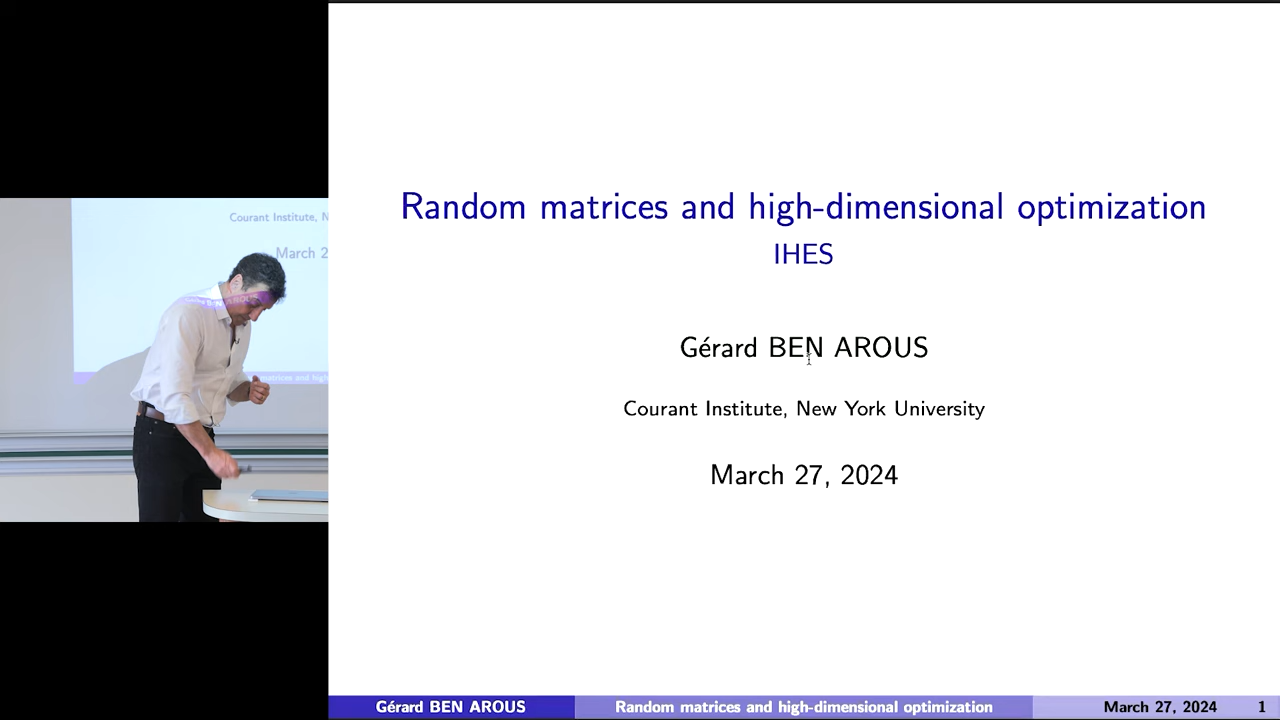 Random matrices and high-dimensional optimization
IHES
Gérard BEN AROUS
Courant Institute, New York University
March 27, 2024
Gérard BEN AROUS Random matrices and high-dimensional optimization March 27, 2024 1
Courant Institute, N
March 2